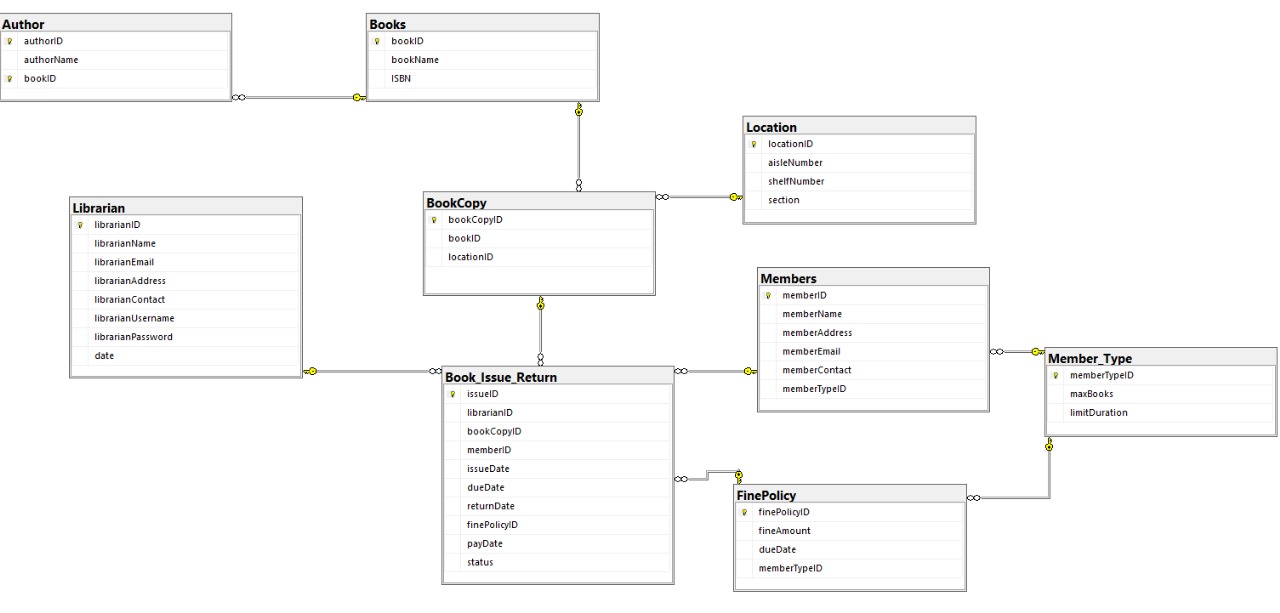 Author
authorID
authorName
bookID
Books
bookID
bookName
ISBN
Location
locationID
aisleNumber
shelfNumber
section
BookCopy
bookCopyID
bookID
locationID
Librarian
librarianID
librarianName
librarianEmail
librarianAddress
librarianContact
librarianUsername
librarianPassword
date
Members
memberID
memberName
memberAddress
memberEmail
memberContact
memberTypeID
Member_Type
memberTypeID
maxBooks
limitDuration
Book_Issue_Return
issueID
librarianID
bookCopyID
memberID
issueDate
dueDate
returnDate
finePolicyID
payDate
status
FinePolicy
finePolicyID
fineAmount
dueDate
memberTypeID